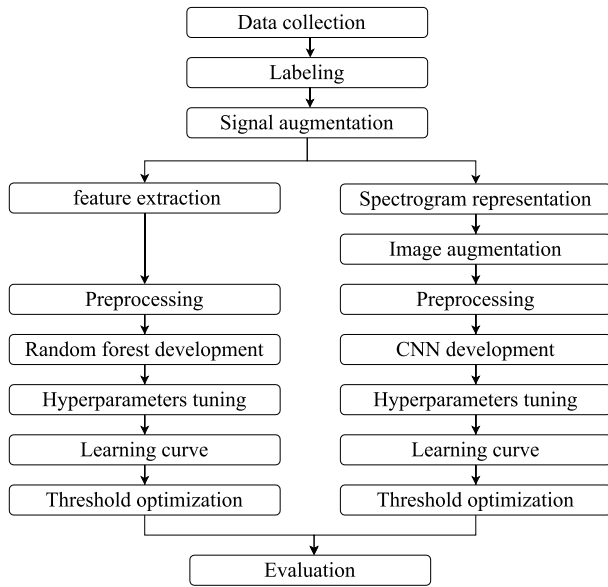 Data collection
Labeling
Signal augmentation
feature extraction
Spectrogram representation
Image augmentation
Preprocessing
Preprocessing
Random forest development
CNN development
Hyperparameters tuning
Hyperparameters tuning
Learning curve
Learning curve
Threshold optimization
Threshold optimization
Evaluation